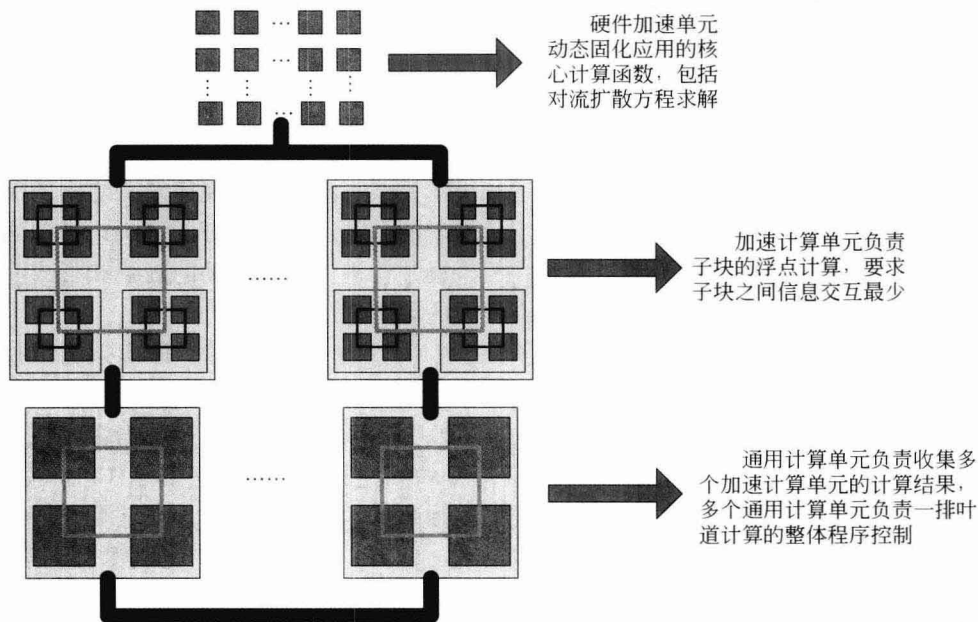 硬件加速单元
动态固化应用的核
心计算函数，包括
对流扩散方程求解
加速计算单元负责
子块的浮点计算，要求
子块之间信息交互最少
通用计算单元负责收集多
个加速计算单元的计算结果，
多个通用计算单元负责一排叶
道计算的整体程序控制